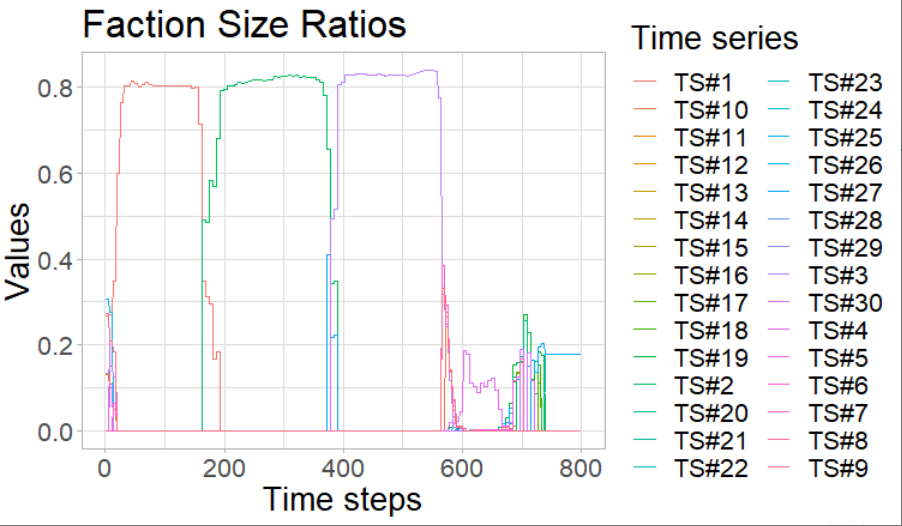 Faction Size Ratios
Values
0.8
0.6
0.4
0.2
0.0
0 200 400 600 800
Time steps
Time series
TS#1 TS#23
TS#10 TS#24
TS#11 TS#25
TS#12 TS#26
TS#13 TS#27
TS#14 TS#28
TS#15 TS#29
TS#16 TS#3
TS#17 TS#30
TS#18 TS#4
TS#19 TS#5
TS#2 TS#6
TS#20 TS#7
TS#21 TS#8
TS#22 TS#9